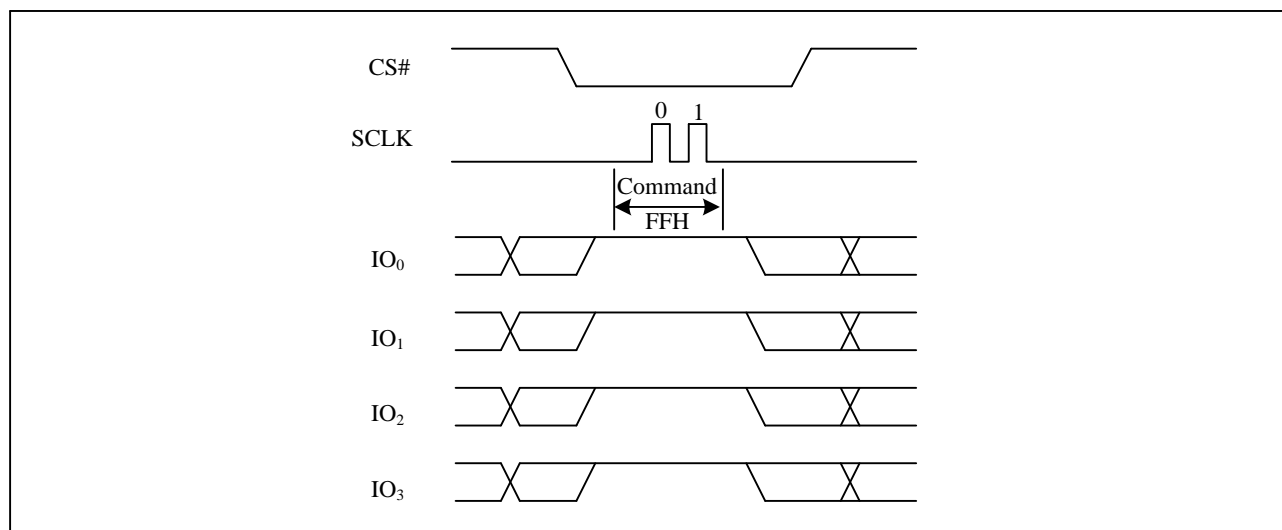 CS#
0 1
SCLK
Command
FFH
IO₀
IO₁
IO₂
IO₃